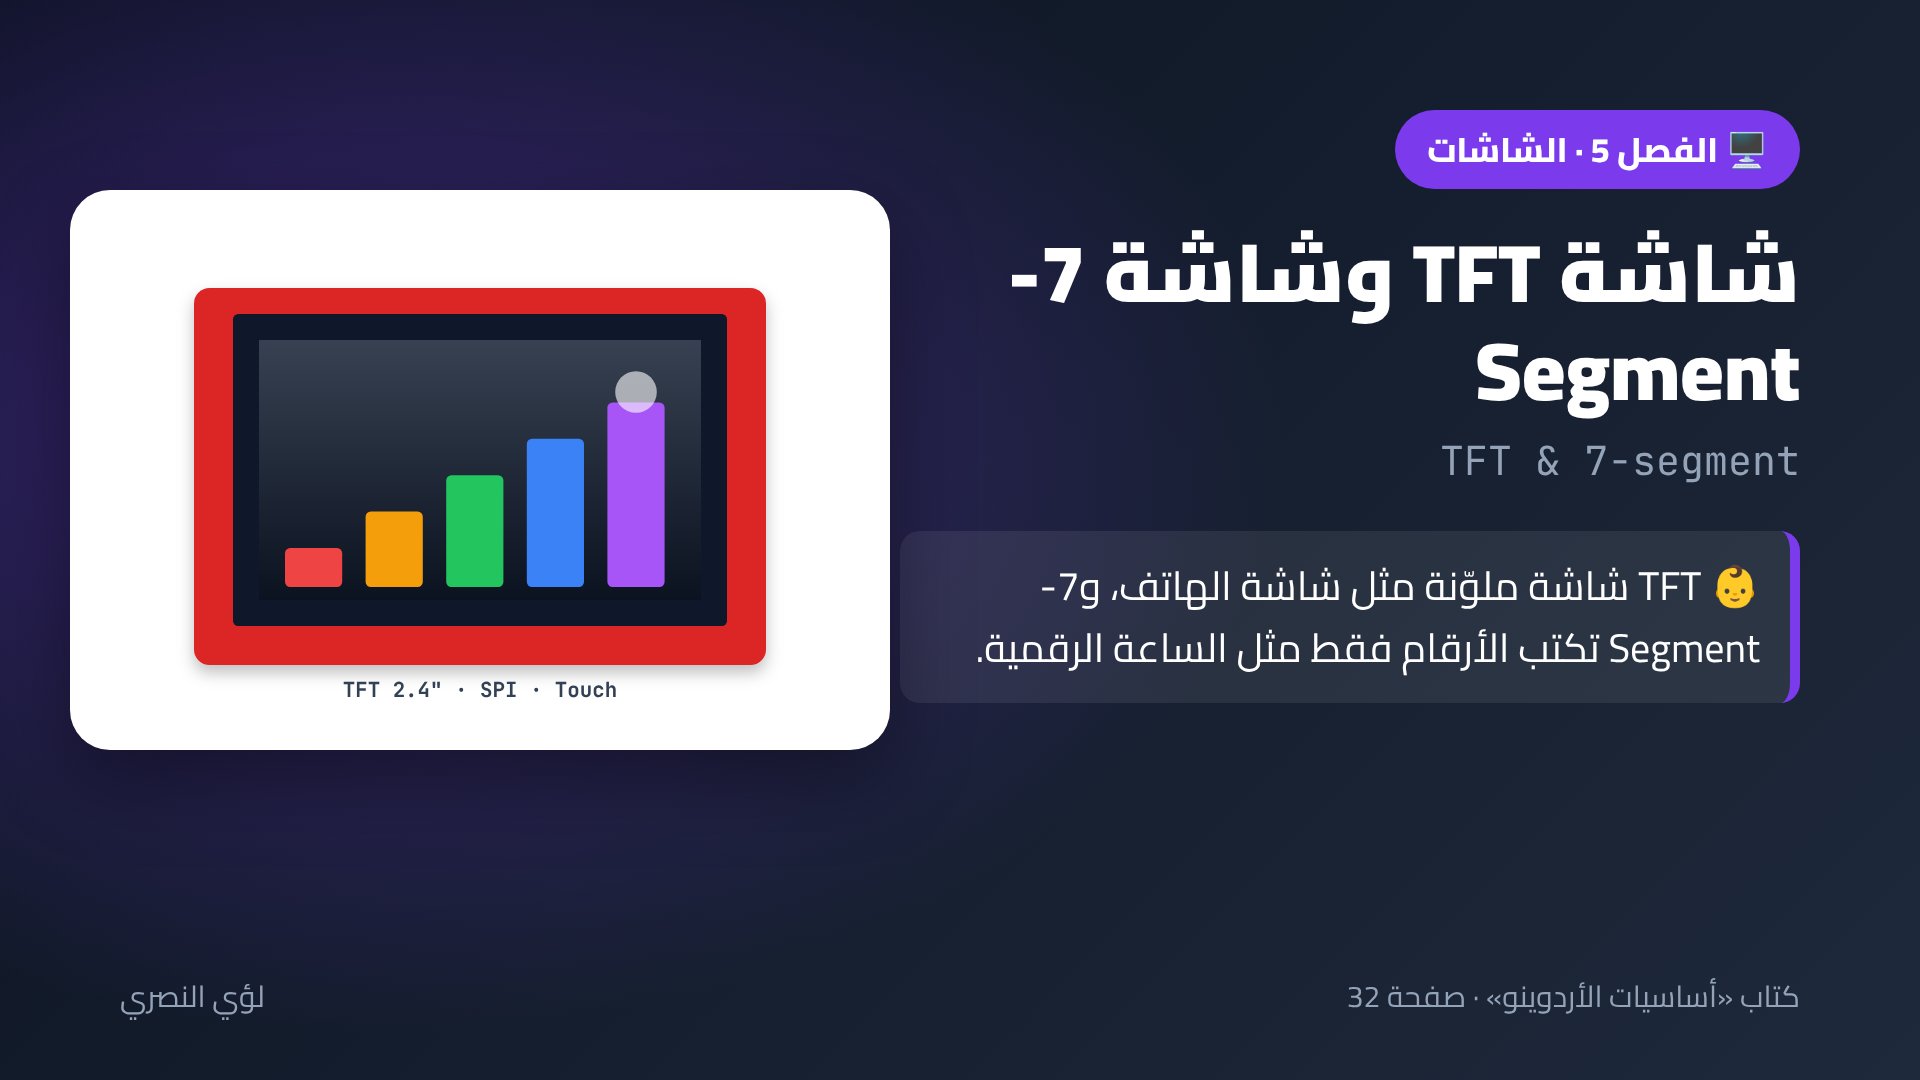 🖥️ الفصل 5 · الشاشات
شاشة TFT وشاشة 7-
Segment
TFT & 7-segment
👶 TFT شاشة ملوّنة مثل شاشة الهاتف، و7-
Segment تكتب الأرقام فقط مثل الساعة الرقمية.
TFT 2.4" · SPI · Touch
كتاب «أساسيات الأردوينو» · صفحة 32
لؤي النصري